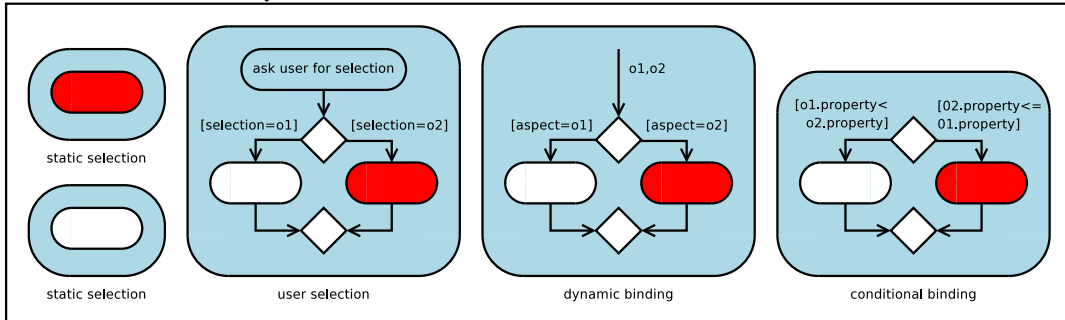 static selection
static selection
ask user for selection
[selection=o1]
[selection=o2]
user selection
o1,o2
[aspect=o1]
[aspect=o2]
dynamic binding
[o1.property<
o2.property]
[02.property<=
01.property]
conditional binding